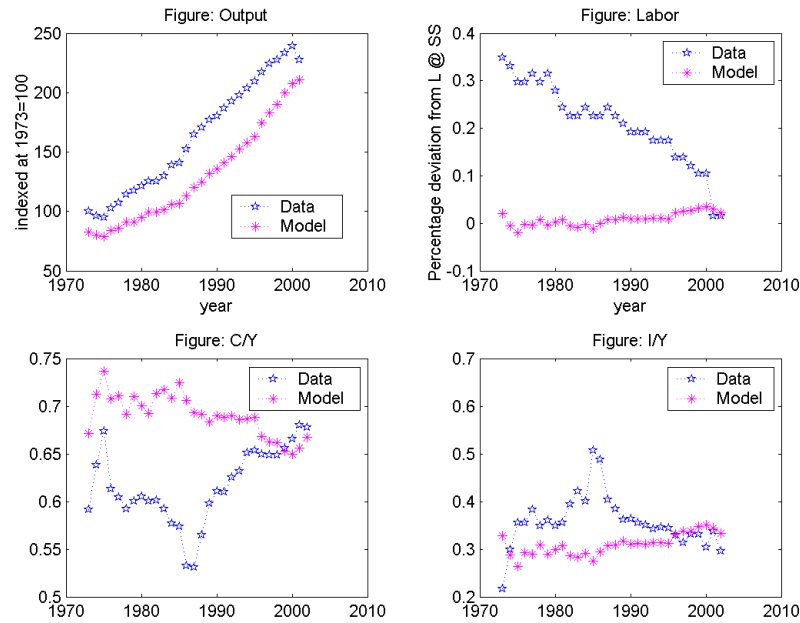 Figure: Output
250
200
150
100
50
1970
1980
1990
2000
2010
year
indexed at 1973=100
Data
Model
Figure: Labor
0.4
0.3
0.2
0.1
0
-0.1
1970
1980
1990
2000
2010
year
Percentage deviation from L @ SS
Data
Model
Figure: C/Y
0.75
0.7
0.65
0.6
0.55
0.5
1970
1980
1990
2000
2010
Data
Model
Figure: I/Y
0.7
0.6
0.5
0.4
0.3
0.2
1970
1980
1990
2000
2010
Data
Model